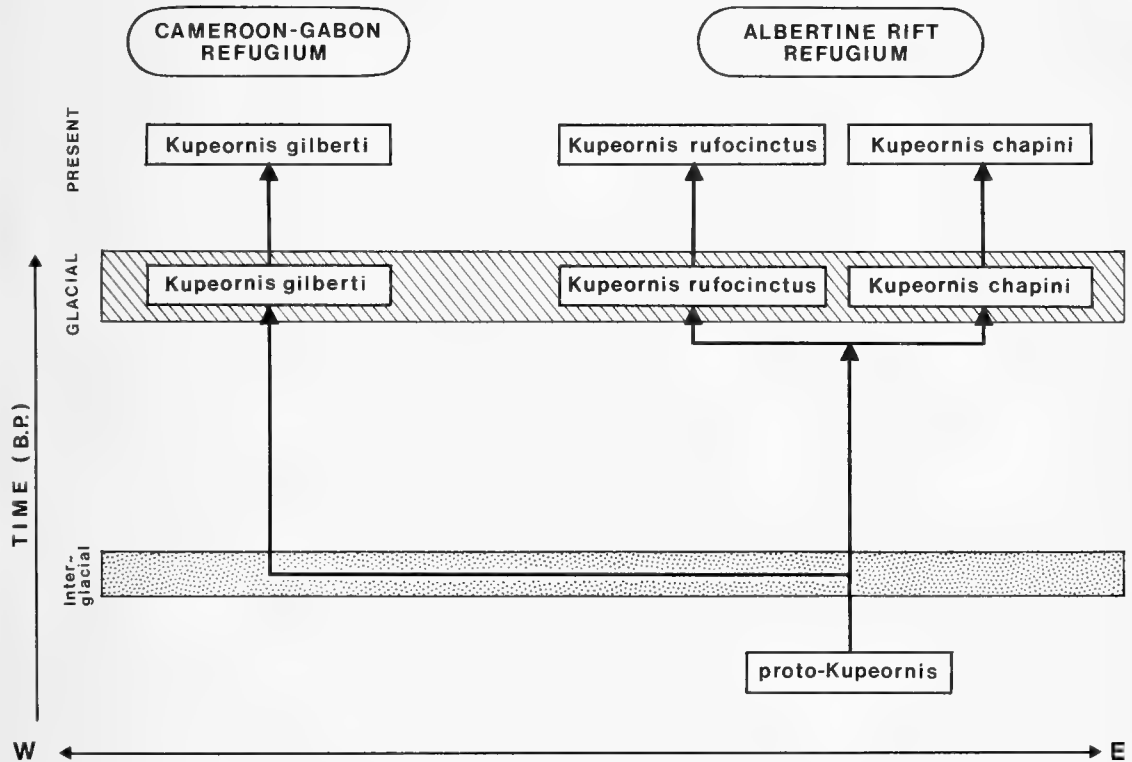 CAMEROON-GABON
REFUGIUM
ALBERTINE RIFT
REFUGIUM
PRESENT
Kupeornis gilberti
Kupeornis rufocinctus
Kupeornis chapini
GLACIAL
Kupeornis gilberti
Kupeornis rufocinctus
Kupeornis chapini
TIME (B.P.)
Inter-
glacial
proto-Kupeornis
W
E